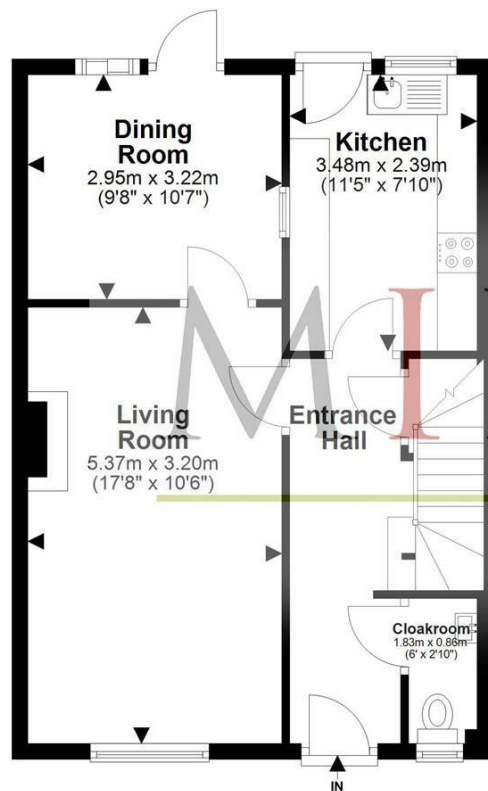 Dining
Room
2.95m x 3.22m
(9'8" x 10'7")
Kitchen
3.48m x 2.39m
(11'5" x 7'10")
MI
Living
Room
5.37m x 3.20m
(17'8" x 10'6")
Entrance
Hall
Cloakroom
1.83m x 0.86m
(6' x 2'10")
IN